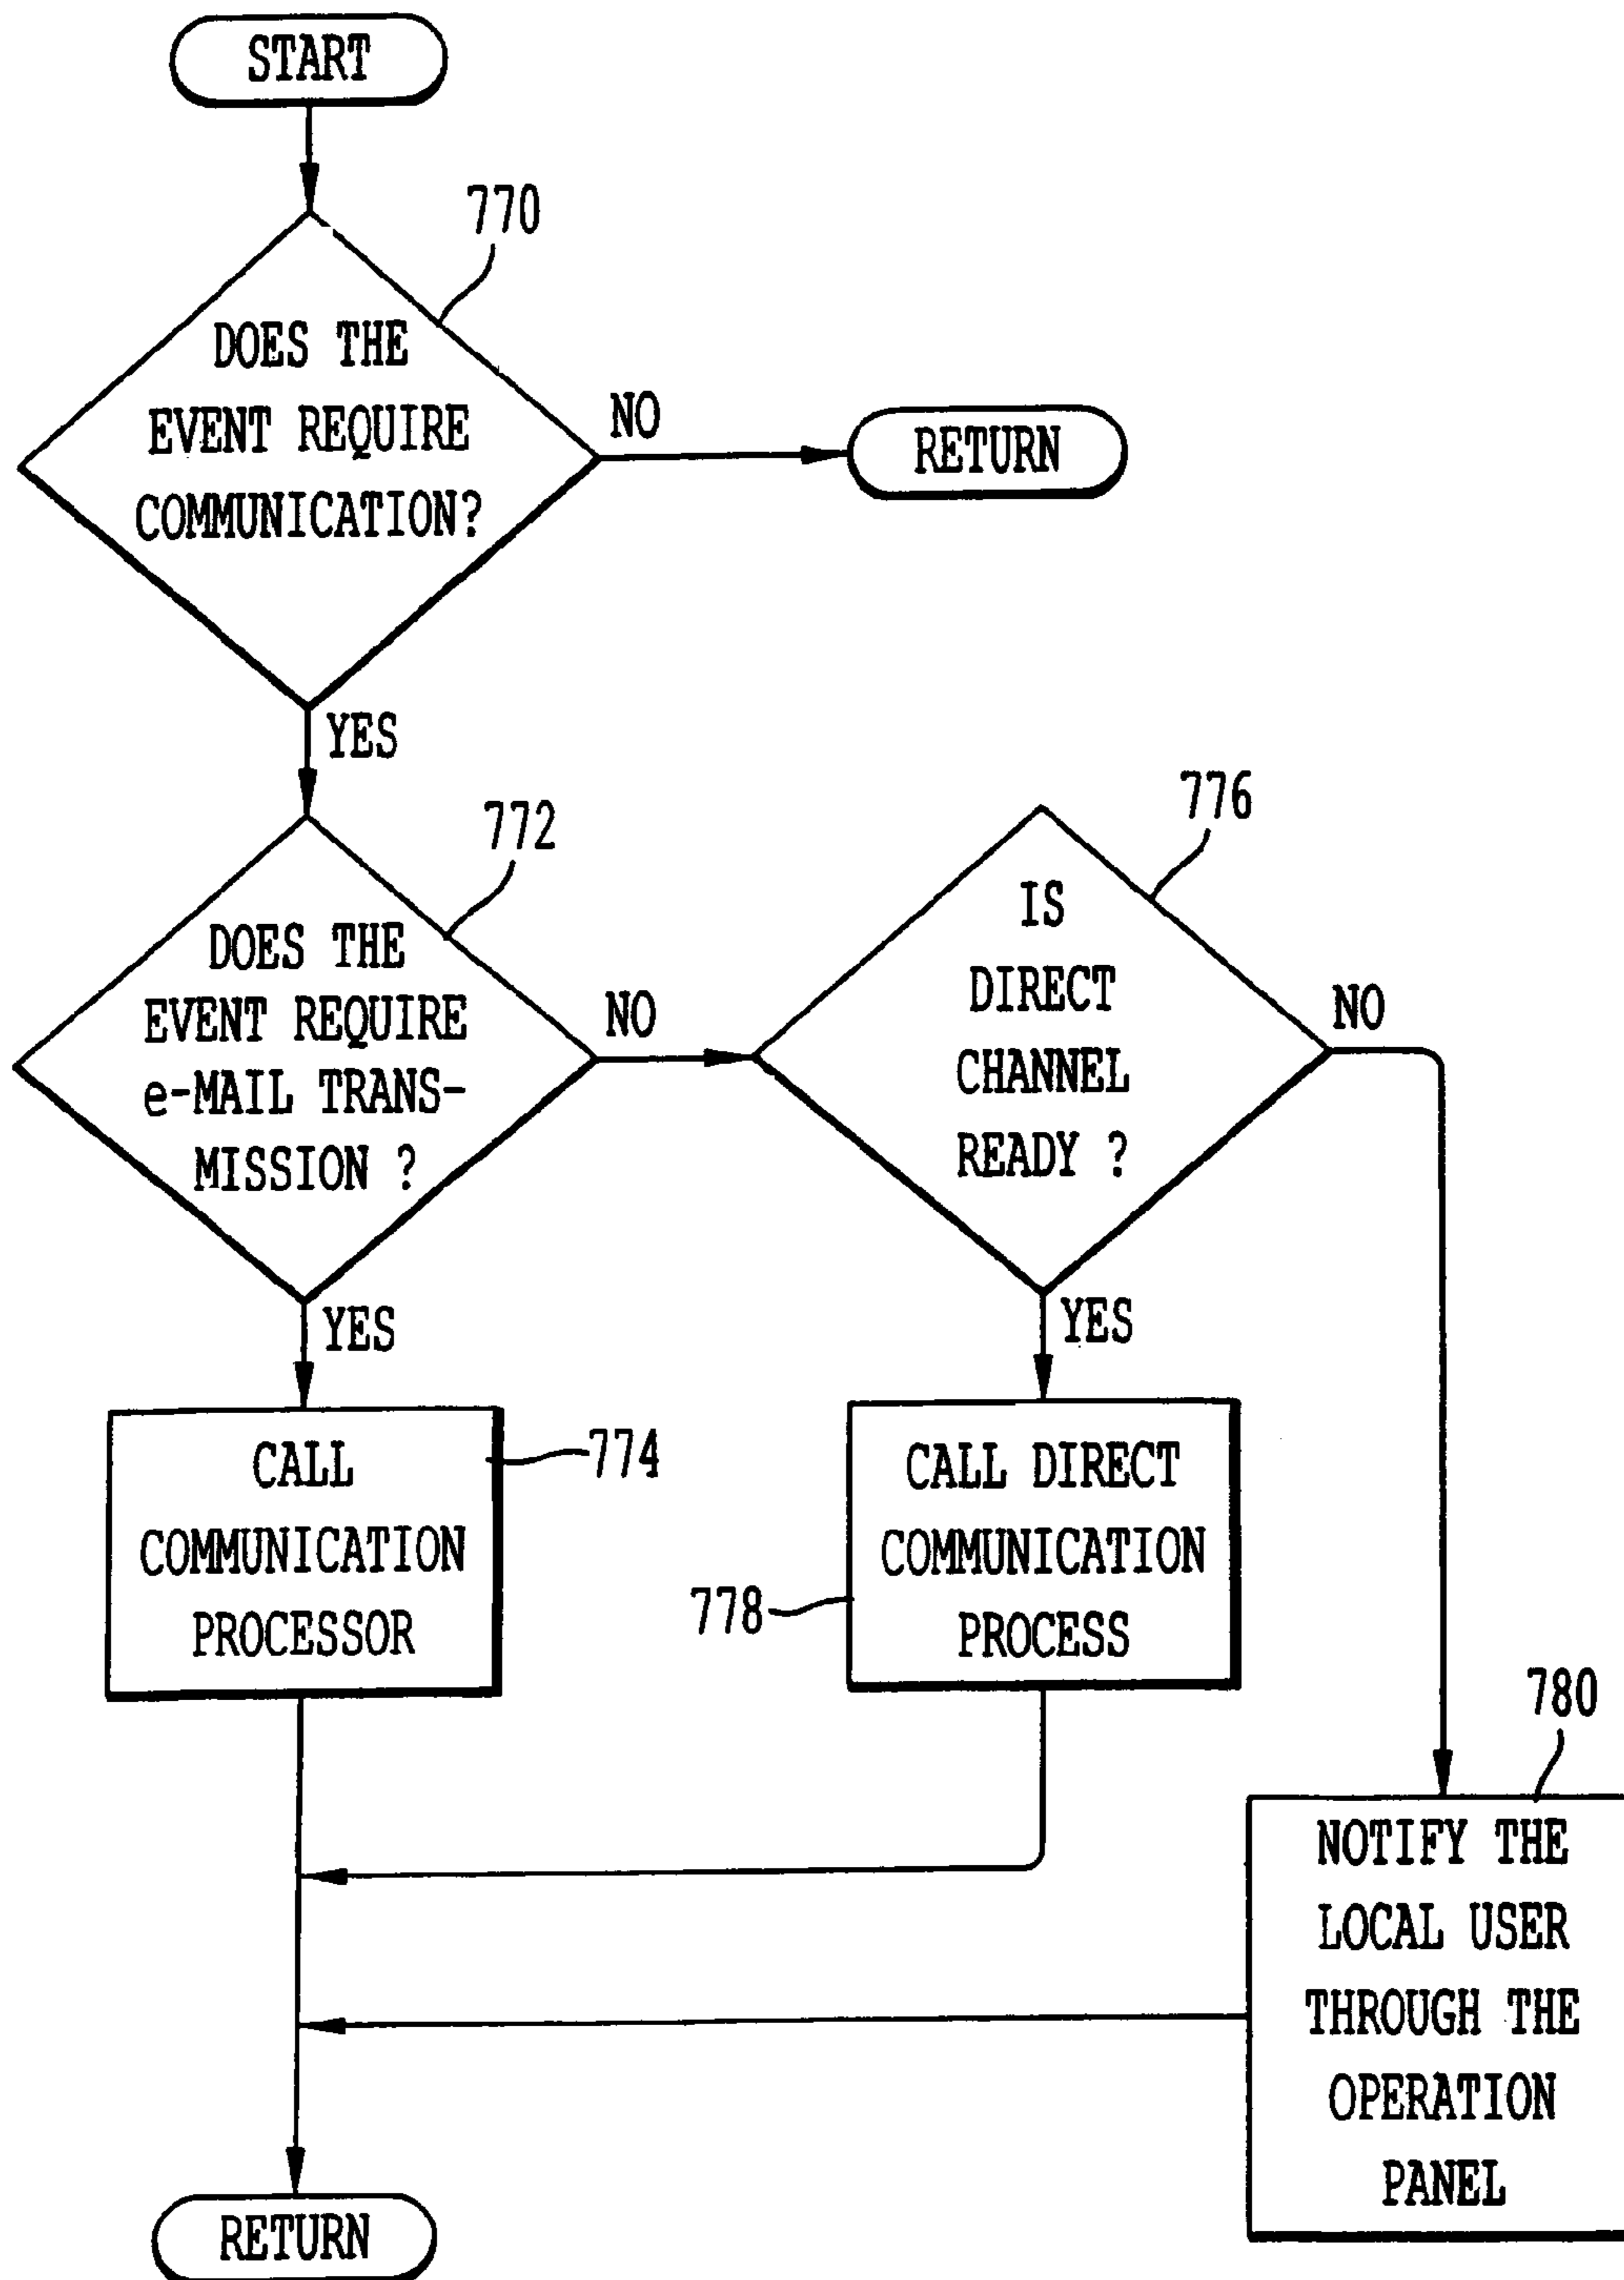 START
770
DOES THE
EVENT REQUIRE
COMMUNICATION?
NO
RETURN
YES
772
DOES THE
EVENT REQUIRE
e-MAIL TRANS-
MISSION ?
NO
776
IS
DIRECT
CHANNEL
READY ?
NO
YES
YES
CALL
COMMUNICATION
PROCESSOR
774
CALL DIRECT
COMMUNICATION
PROCESS
778
780
NOTIFY THE
LOCAL USER
THROUGH THE
OPERATION
PANEL
RETURN